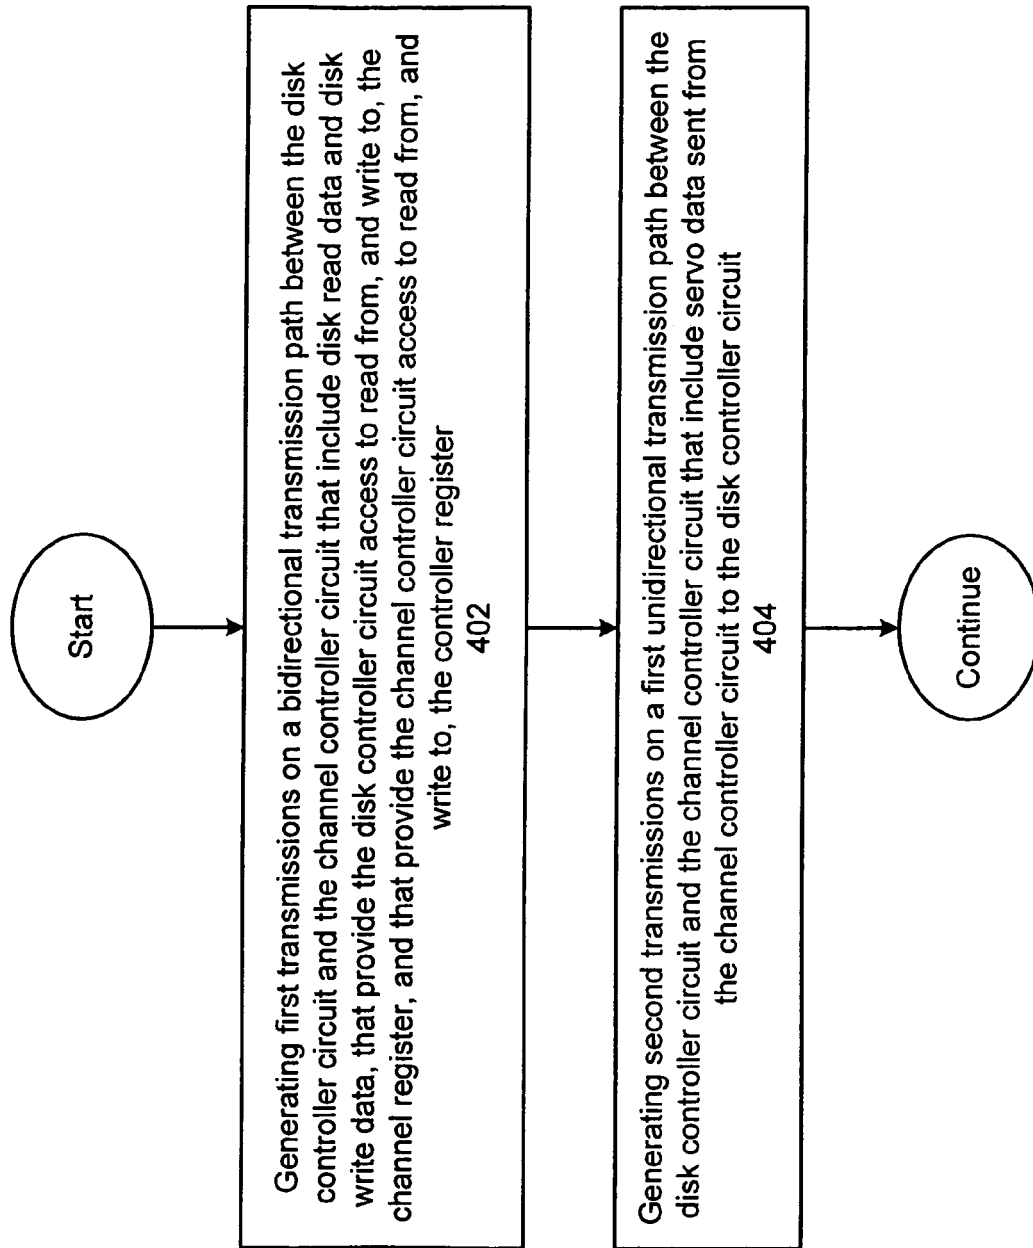 Start
Generating first transmissions on a bidirectional transmission path between the disk
controller circuit and the channel controller circuit that include disk read data and disk
write data, that provide the disk controller circuit access to read from, and write to, the
channel register, and that provide the channel controller circuit access to read from, and
write to, the controller register
402
Generating second transmissions on a first unidirectional transmission path between the
disk controller circuit and the channel controller circuit that include servo data sent from
the channel controller circuit to the disk controller circuit
404
Continue